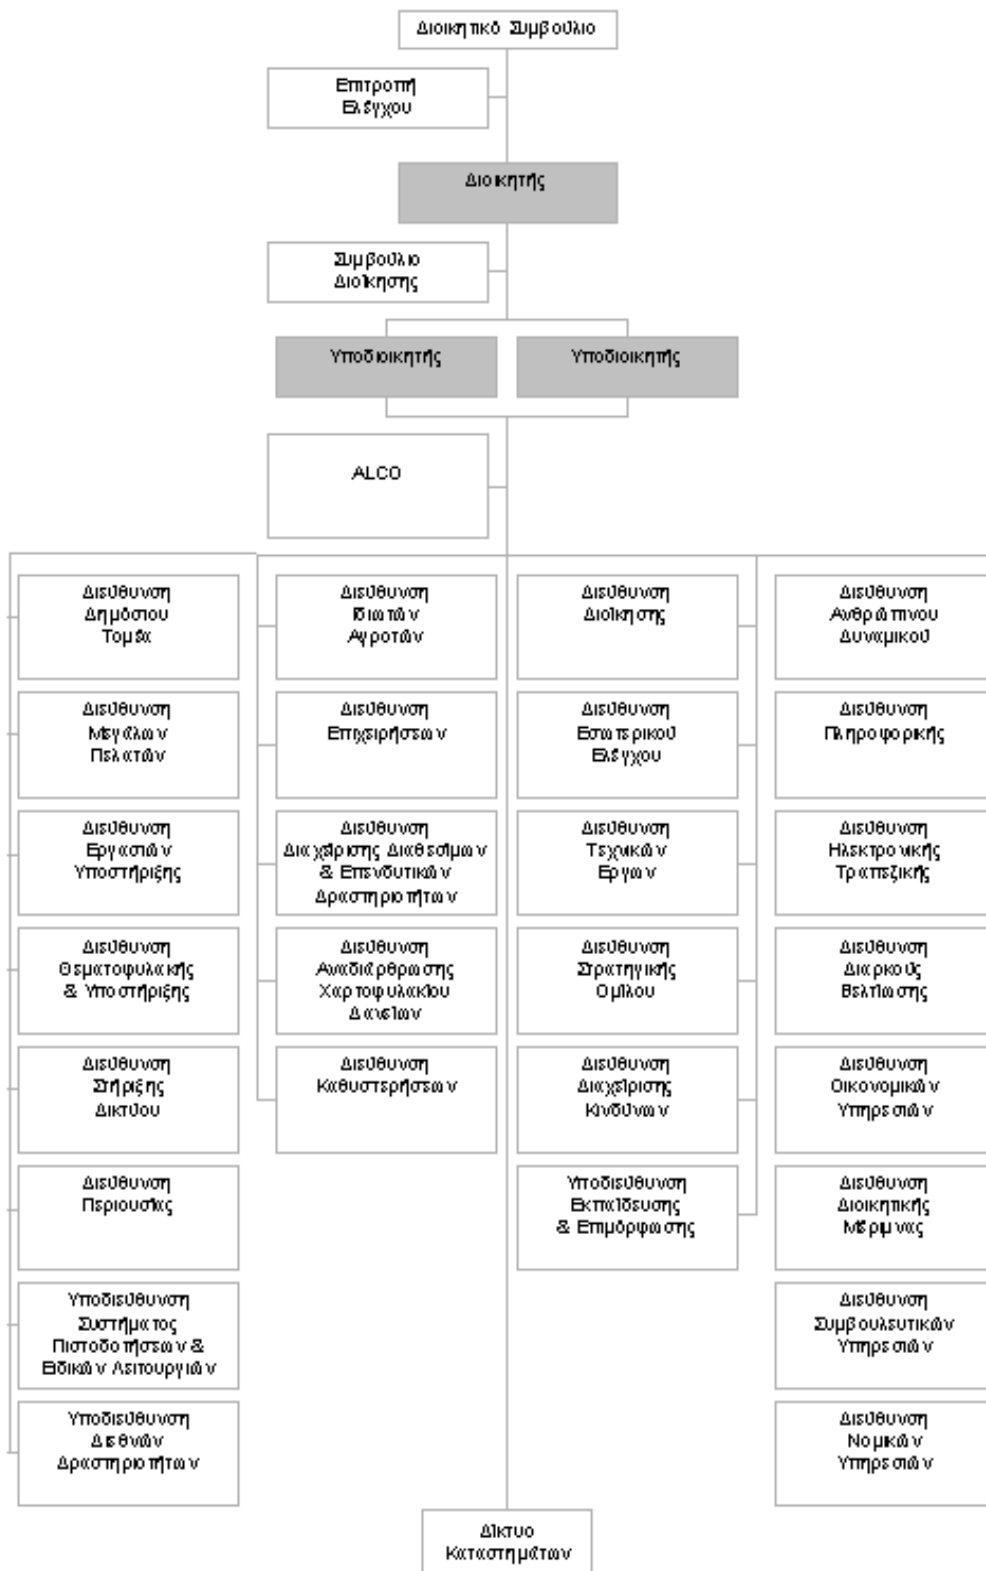 Διοικητικό Συμβούλιο
Επιτροπή
Ελέγχου
Διοικητής
Συμβούλιο
Διοίκησης
Υποδιοικητής
Υποδιοικητής
ALCO
Διεύθυνση
Δημόσιου
Τομέα
Διεύθυνση
Ιδιωτών
Αγροτών
Διεύθυνση
Διοίκησης
Διεύθυνση
Ανθρώπινου
Δυναμικού
Διεύθυνση
Μεγάλων
Πελατών
Διεύθυνση
Επιχειρήσεων
Διεύθυνση
Εσωτερικού
Ελέγχου
Διεύθυνση
Πληροφορικής
Διεύθυνση
Εργασιών
Υποστήριξης
Διεύθυνση
Διαχείρισης Διαθεσίμων
& Επενδυτικών
Δραστηριοτήτων
Διεύθυνση
Τεχνικών
Εργων
Διεύθυνση
Ηλεκτρονικής
Τραπεζικής
Διεύθυνση
Θεματοφυλακής
& Υποστήριξης
Διεύθυνση
Αναδιάρθρωσης
Χαρτοφυλακίου
Δανείων
Διεύθυνση
Στρατηγικής
Ομίλου
Διεύθυνση
Διαρκούς
Βελτίωσης
Διεύθυνση
Στήριξης
Δικτύου
Διεύθυνση
Καθυστερήσεων
Διεύθυνση
Διαχείρισης
Κινδύνων
Διεύθυνση
Οικονομικών
Υπηρεσιών
Διεύθυνση
Περιουσίας
Υποδιεύθυνση
Εκπαίδευσης
& Επιμόρφωσης
Διεύθυνση
Διοικητικής
Μέριμνας
Υποδιεύθυνση
Συστήματος
Πιστοδοτήσεων &
Ειδικών Λειτουργιών
Διεύθυνση
Συμβουλευτικών
Υπηρεσιών
Υποδιεύθυνση
Διεθνών
Δραστηριοτήτων
Διεύθυνση
Νομικών
Υπηρεσιών
Δίκτυο
Καταστημάτων